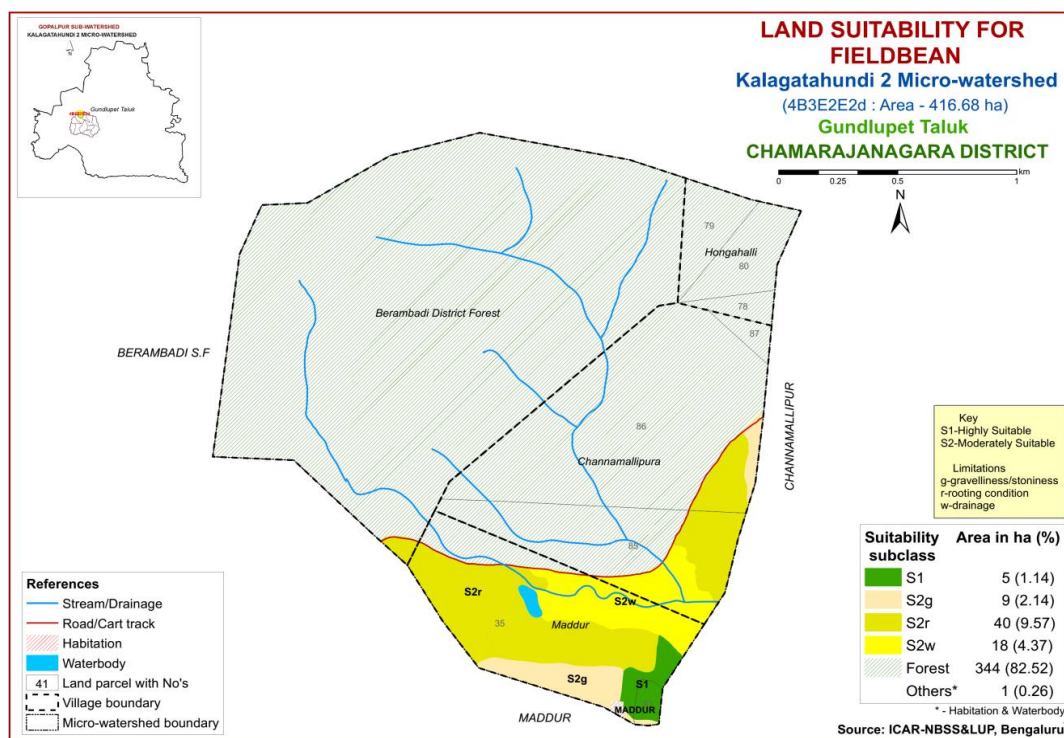 GOPALPUR SUB-WATERSHED
KALAGATAHUNDI 2 MICRO-WATERSHED
N
Gundlupet Taluk
LAND SUITABILITY FOR
FIELDBEAN
Kalagatahundi 2 Micro-watershed
(4B3E2E2d : Area - 416.68 ha)
Gundlupet Taluk
CHAMARAJANAGARA DISTRICT
km
0 0.25 0.5 1
N
79
Hongahalli
60
78
87
Berambadi District Forest
BERAMBADI S.F
CHANNAMALLIPUR
86
Channamallipura
85
S2r
S2w
35
Maddur
S2g
S1
MADDUR
MADDUR
Key
S1-Highly Suitable
S2-Moderately Suitable
Limitations
g-gravelliness/stoniness
r-rooting condition
w-drainage
Suitability Area in ha (%)
subclass
S1 5 (1.14)
S2g 9 (2.14)
S2r 40 (9.57)
S2w 18 (4.37)
Forest 344 (82.52)
Others* 1 (0.26)
* - Habitation & Waterbody
Source: ICAR-NBSS&LUP, Bengaluru
References
Stream/Drainage
Road/Cart track
Habitation
Waterbody
41 Land parcel with No's
Village boundary
Micro-watershed boundary